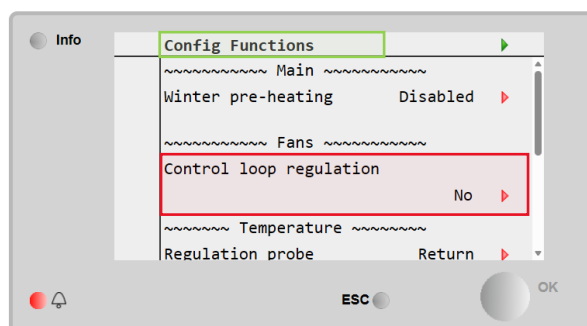 Info
Config Functions
~~~~~~~~~~~ Main ~~~~~~~~~~~
Winter pre-heating Disabled
~~~~~~~~~~~ Fans ~~~~~~~~~~~
Control loop regulation
No
~~~~~~~ Temperature ~~~~~~~~
Regulation probe Return
ESC
OK